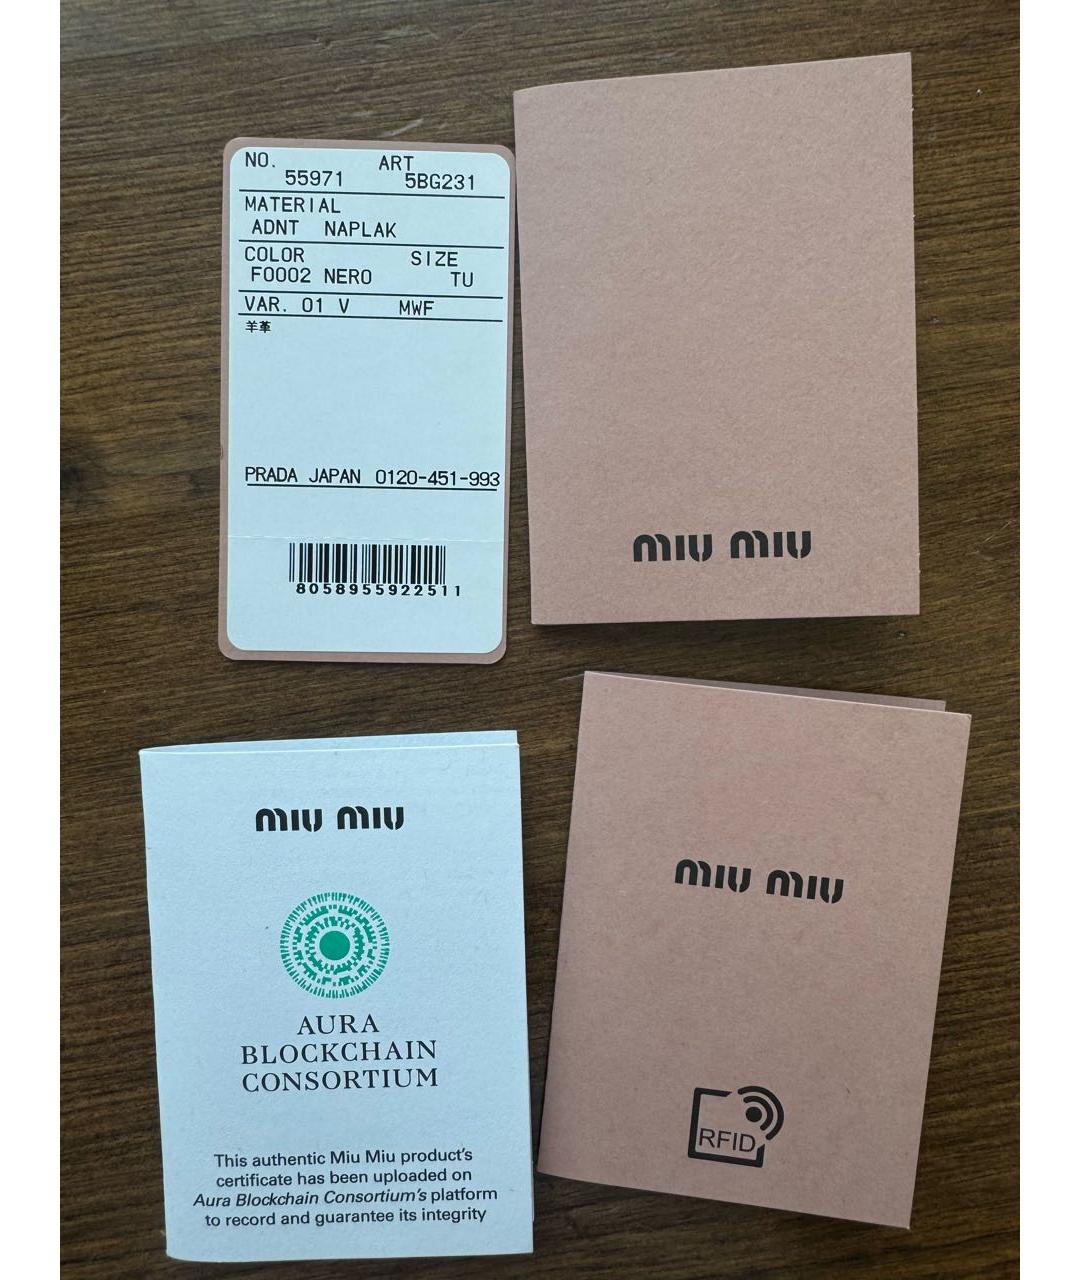 NO. ART
55971 5BG231
MATERIAL
ADNT NAPLAK
COLOR SIZE
F0002 NERO TU
VAR. 01 V MWF
羊革
PRADA JAPAN 0120-451-993
8058955922511
miu miu
miu miu
AURA
BLOCKCHAIN
CONSORTIUM
This authentic Miu Miu product's
certificate has been uploaded on
Aura Blockchain Consortium's platform
to record and guarantee its integrity
miu miu
RFID